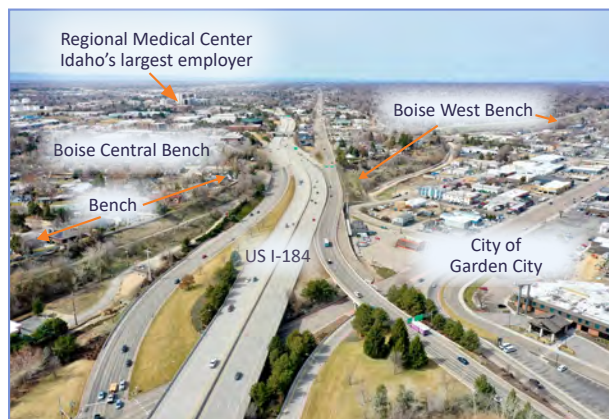 Regional Medical Center
Idaho's largest employer
Boise West Bench
Boise Central Bench
Bench
US I-184
City of
Garden City